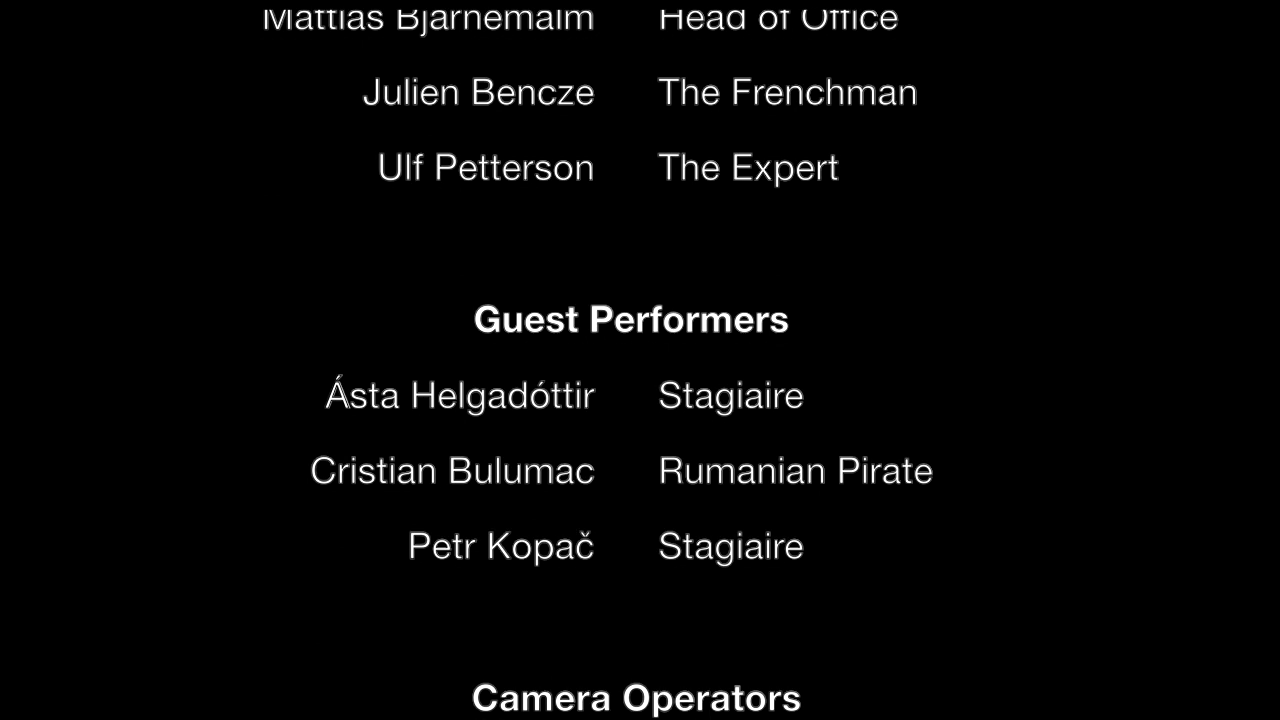 Mattias Bjärnemalm Head of Office
Julien Bencze The Frenchman
Ulf Petterson The Expert
Guest Performers
Ásta Helgadóttir Stagiaire
Cristian Bulumac Rumanian Pirate
Petr Kopač Stagiaire
Camera Operators